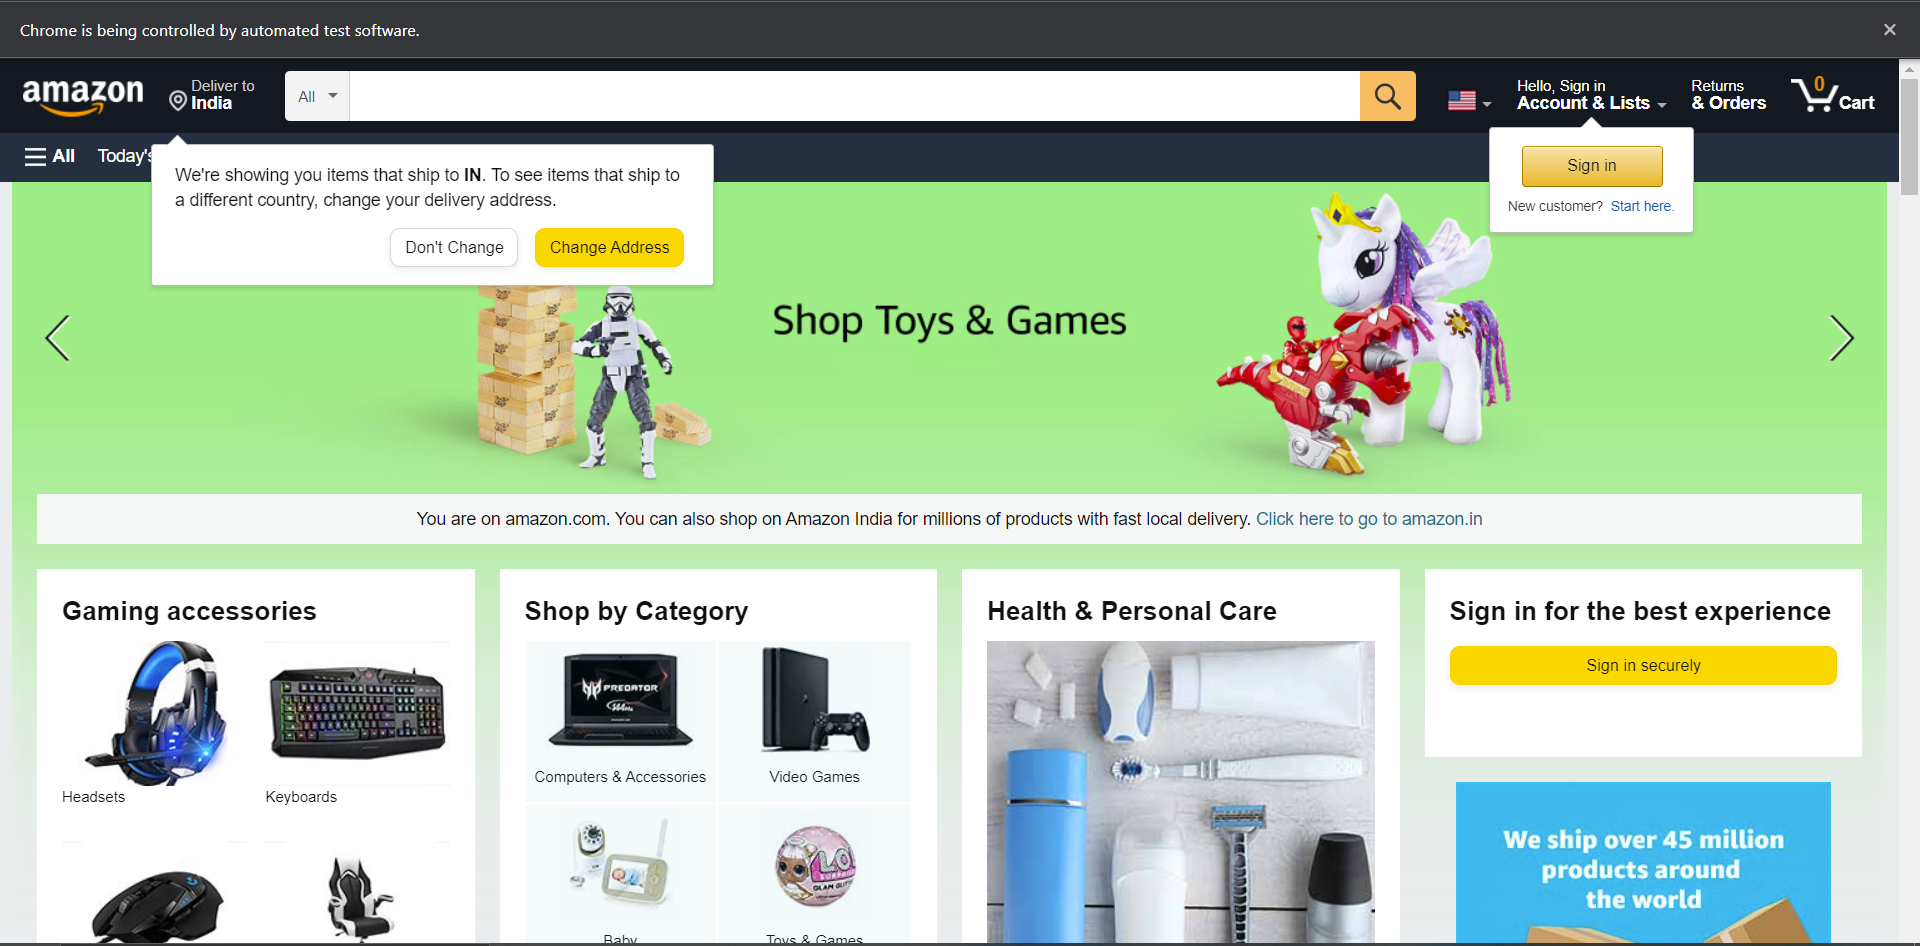 Chrome is being controlled by automated test software.
amazon
Deliver to
India
All
Hello, Sign in
Account & Lists
Returns
& Orders
0
Cart
All
Today's
We're showing you items that ship to IN. To see items that ship to
a different country, change your delivery address.
Don't Change
Change Address
Sign in
New customer? Start here.
Shop Toys & Games
You are on amazon.com. You can also shop on Amazon India for millions of products with fast local delivery. Click here to go to amazon.in
Gaming accessories
Headsets
Keyboards
Shop by Category
PREDATOR
144Hz
Computers & Accessories
Video Games
L.O.L
SURPRISE
GLAM GLITTER
Baby
Toys & Games
Health & Personal Care
Sign in for the best experience
Sign in securely
We ship over 45 million
products around
the world